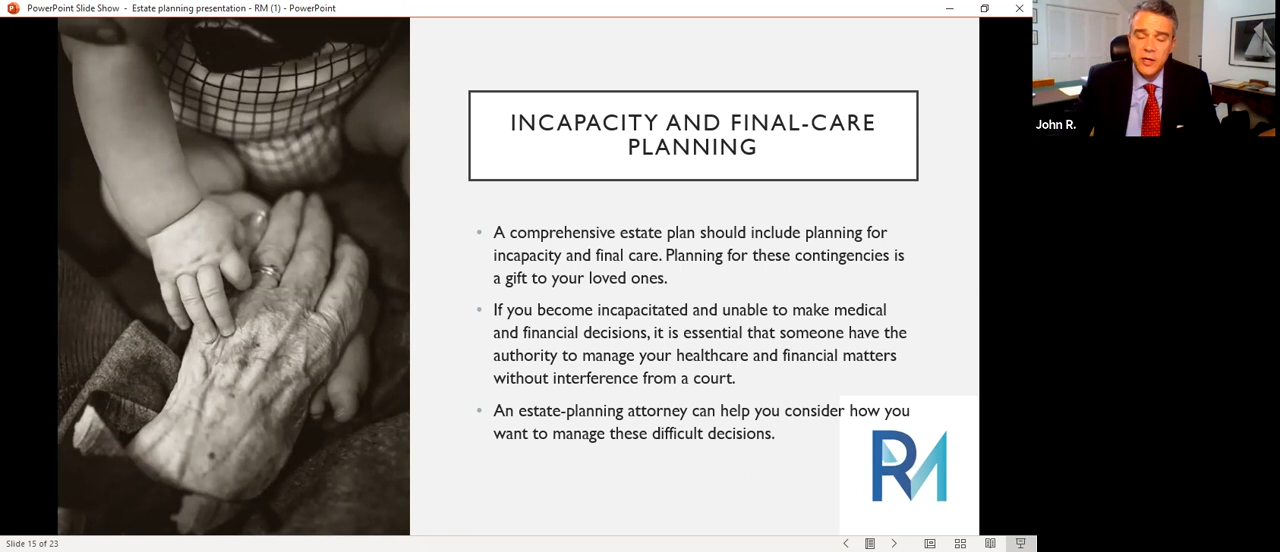 PowerPoint Slide Show - Estate planning presentation - RM (1) - PowerPoint
INCAPACITY AND FINAL-CARE
PLANNING
• A comprehensive estate plan should include planning for
incapacity and final care. Planning for these contingencies is
a gift to your loved ones.
• If you become incapacitated and unable to make medical
and financial decisions, it is essential that someone have the
authority to manage your healthcare and financial matters
without interference from a court.
• An estate-planning attorney can help you consider how you
want to manage these difficult decisions.
RM
John R.
Slide 15 of 23